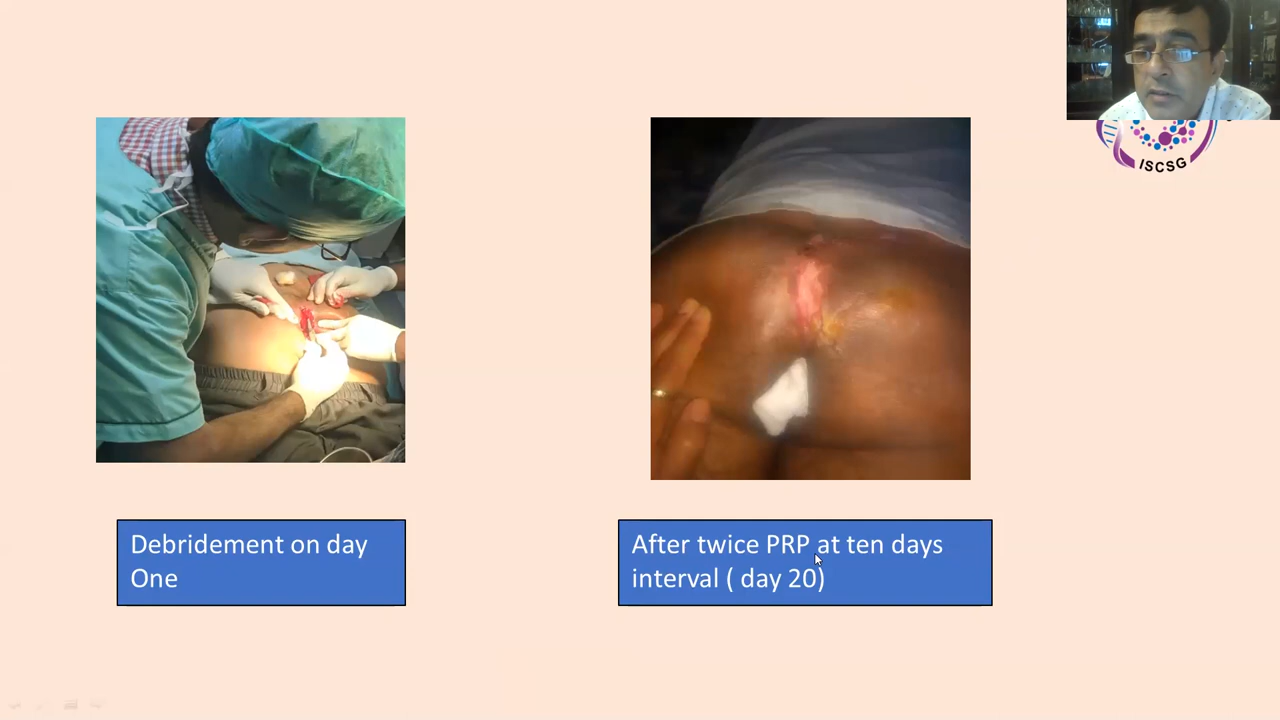 ISCSG
Debridement on day
One
After twice PRP at ten days
interval ( day 20)